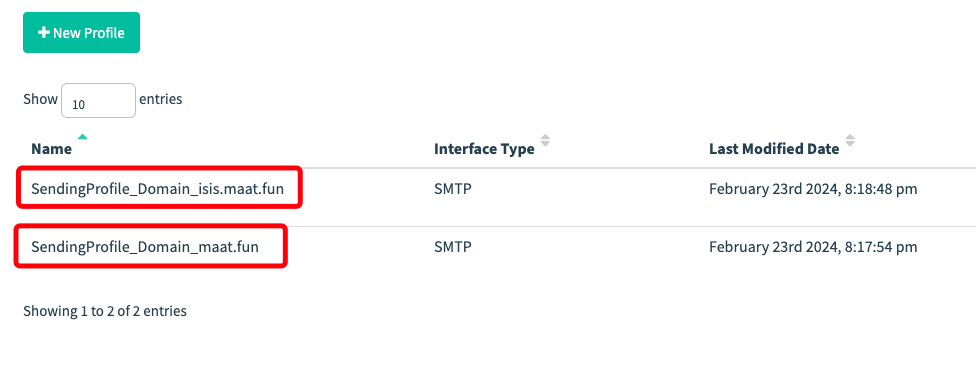 New Profile
Show 10 entries
Name Interface Type Last Modified Date
SendingProfile_Domain_isis.maat.fun SMTP February 23rd 2024, 8:18:48 pm
SendingProfile_Domain_maat.fun SMTP February 23rd 2024, 8:17:54 pm
Showing 1 to 2 of 2 entries